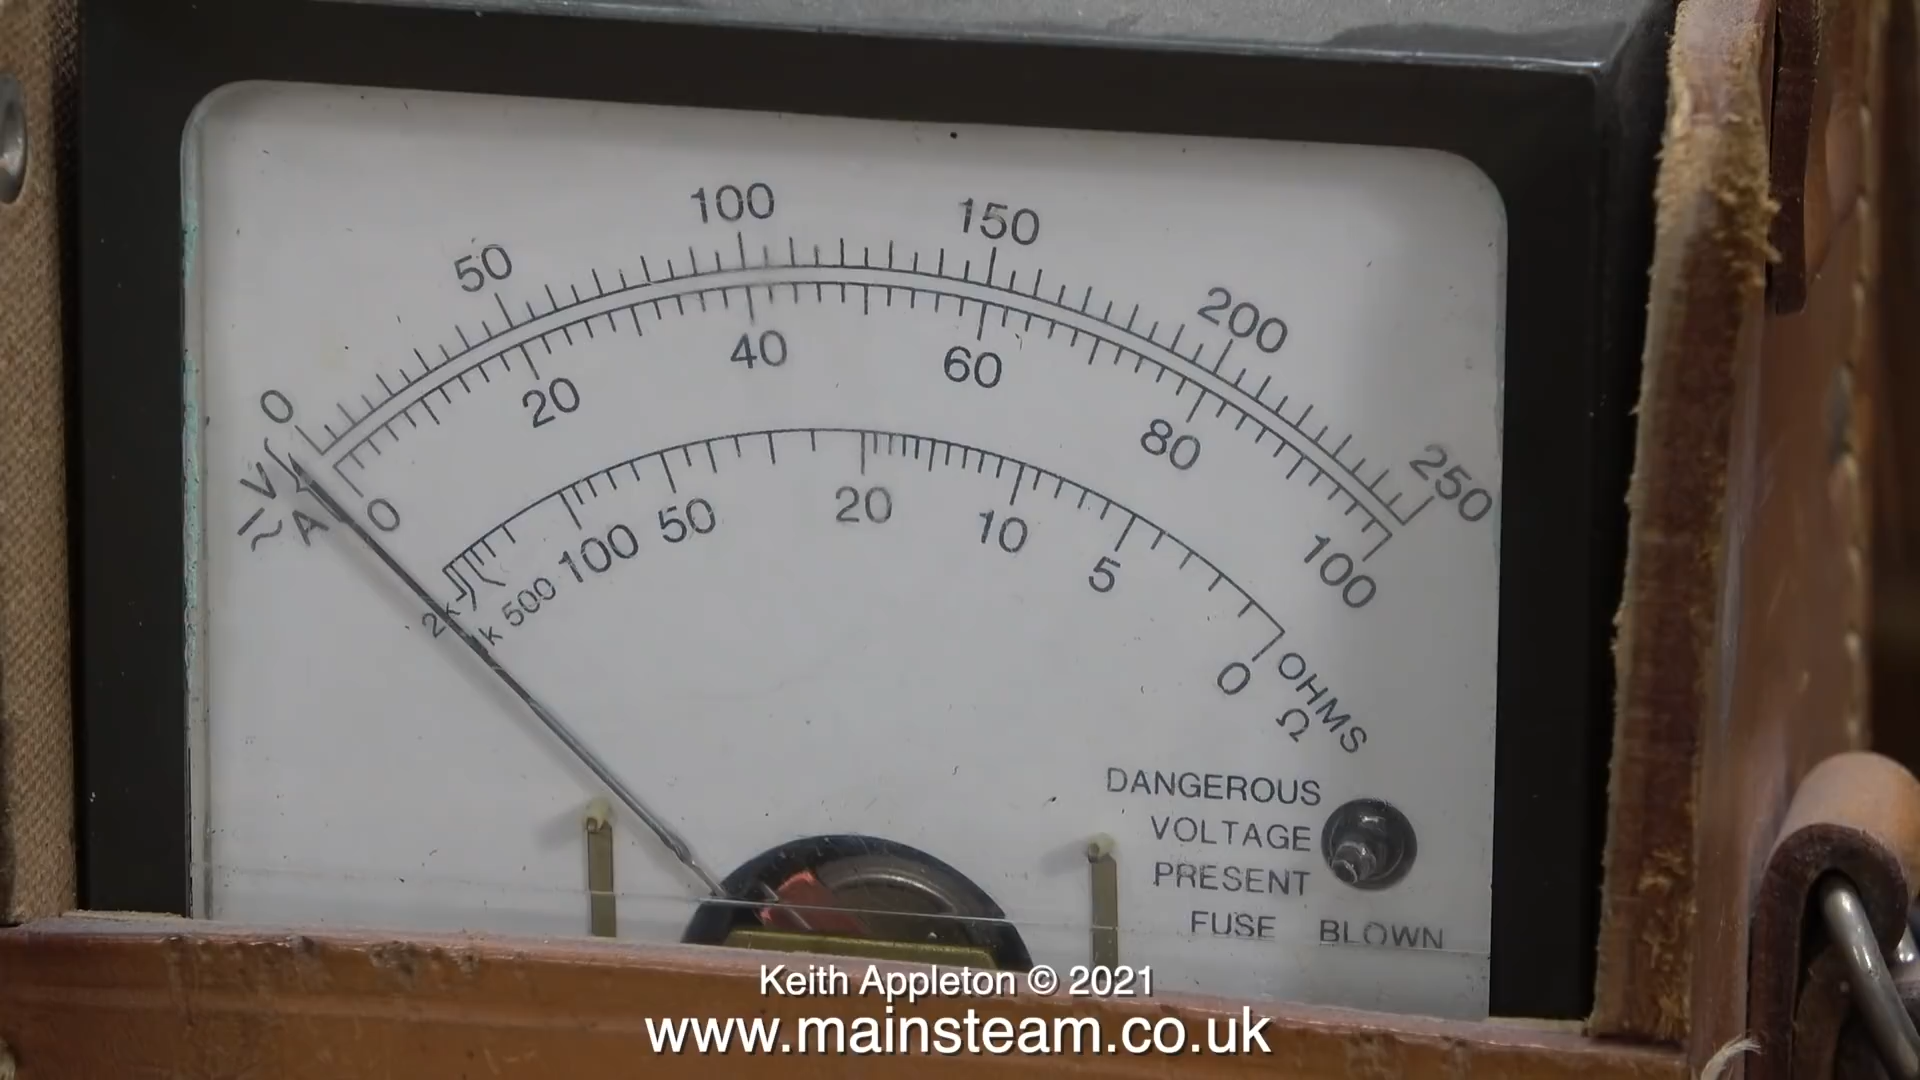 0 50 100 150 200 250
V
A
0 20 40 60 80 100
2K 1K 500 100 50 20 10 5 0
OHMS
Ω
DANGEROUS
VOLTAGE
PRESENT
FUSE BLOWN
Keith Appleton © 2021
www.mainsteam.co.uk